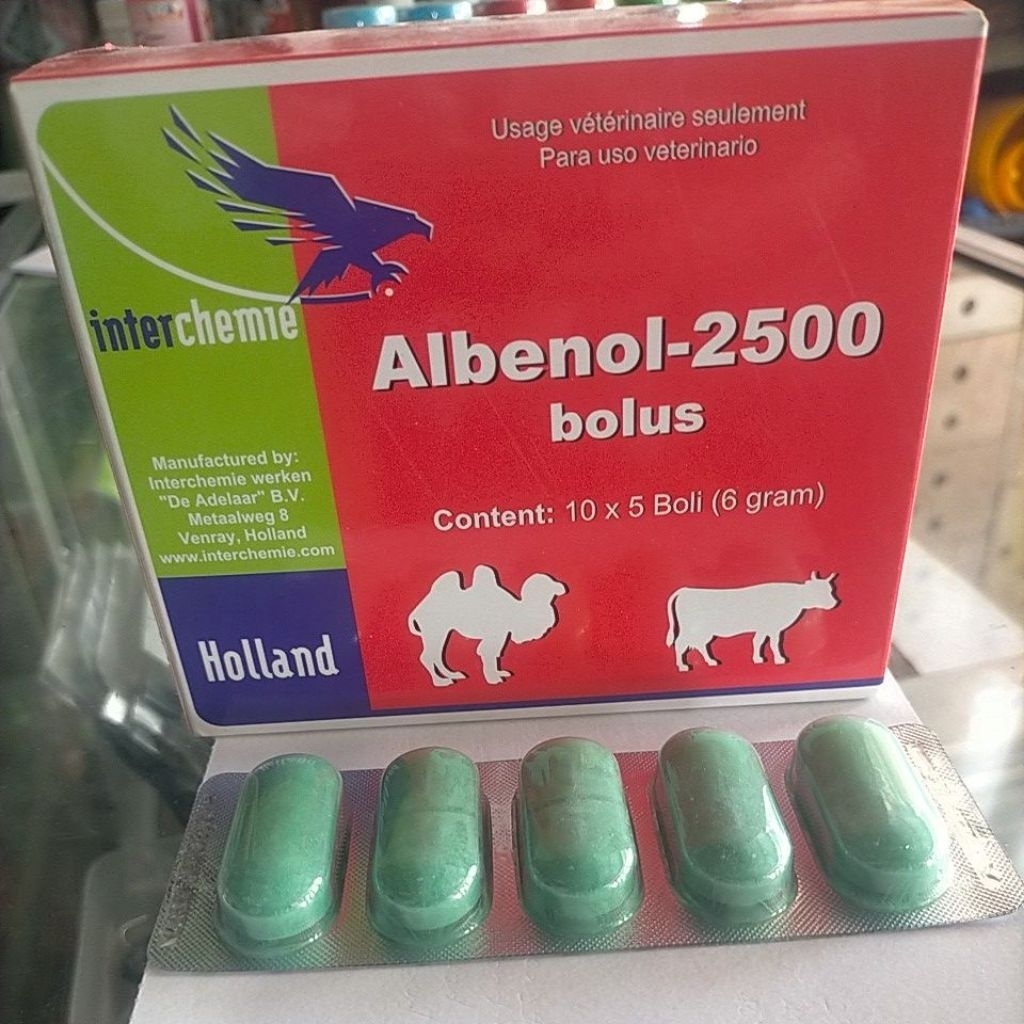 Usage vétérinaire seulement
Para uso veterinario
interchemie
Albenol-2500
bolus
Manufactured by:
Interchemie werken
"De Adelaar" B.V.
Metaalweg 8
Venray, Holland
www.interchemie.com
Content: 10 x 5 Boli (6 gram)
Holland